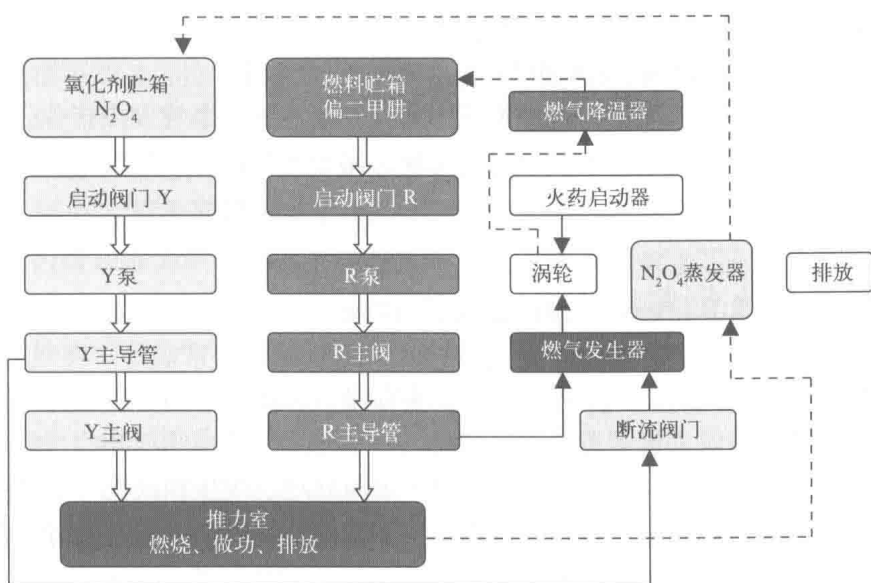 氧化剂贮箱
N₂O₄
燃料贮箱
偏二甲肼
燃气降温器
启动阀门 Y
启动阀门 R
火药启动器
Y泵
R泵
涡轮
N₂O₄蒸发器
排放
Y主导管
R主阀
燃气发生器
Y主阀
R主导管
断流阀门
推力室
燃烧、做功、排放